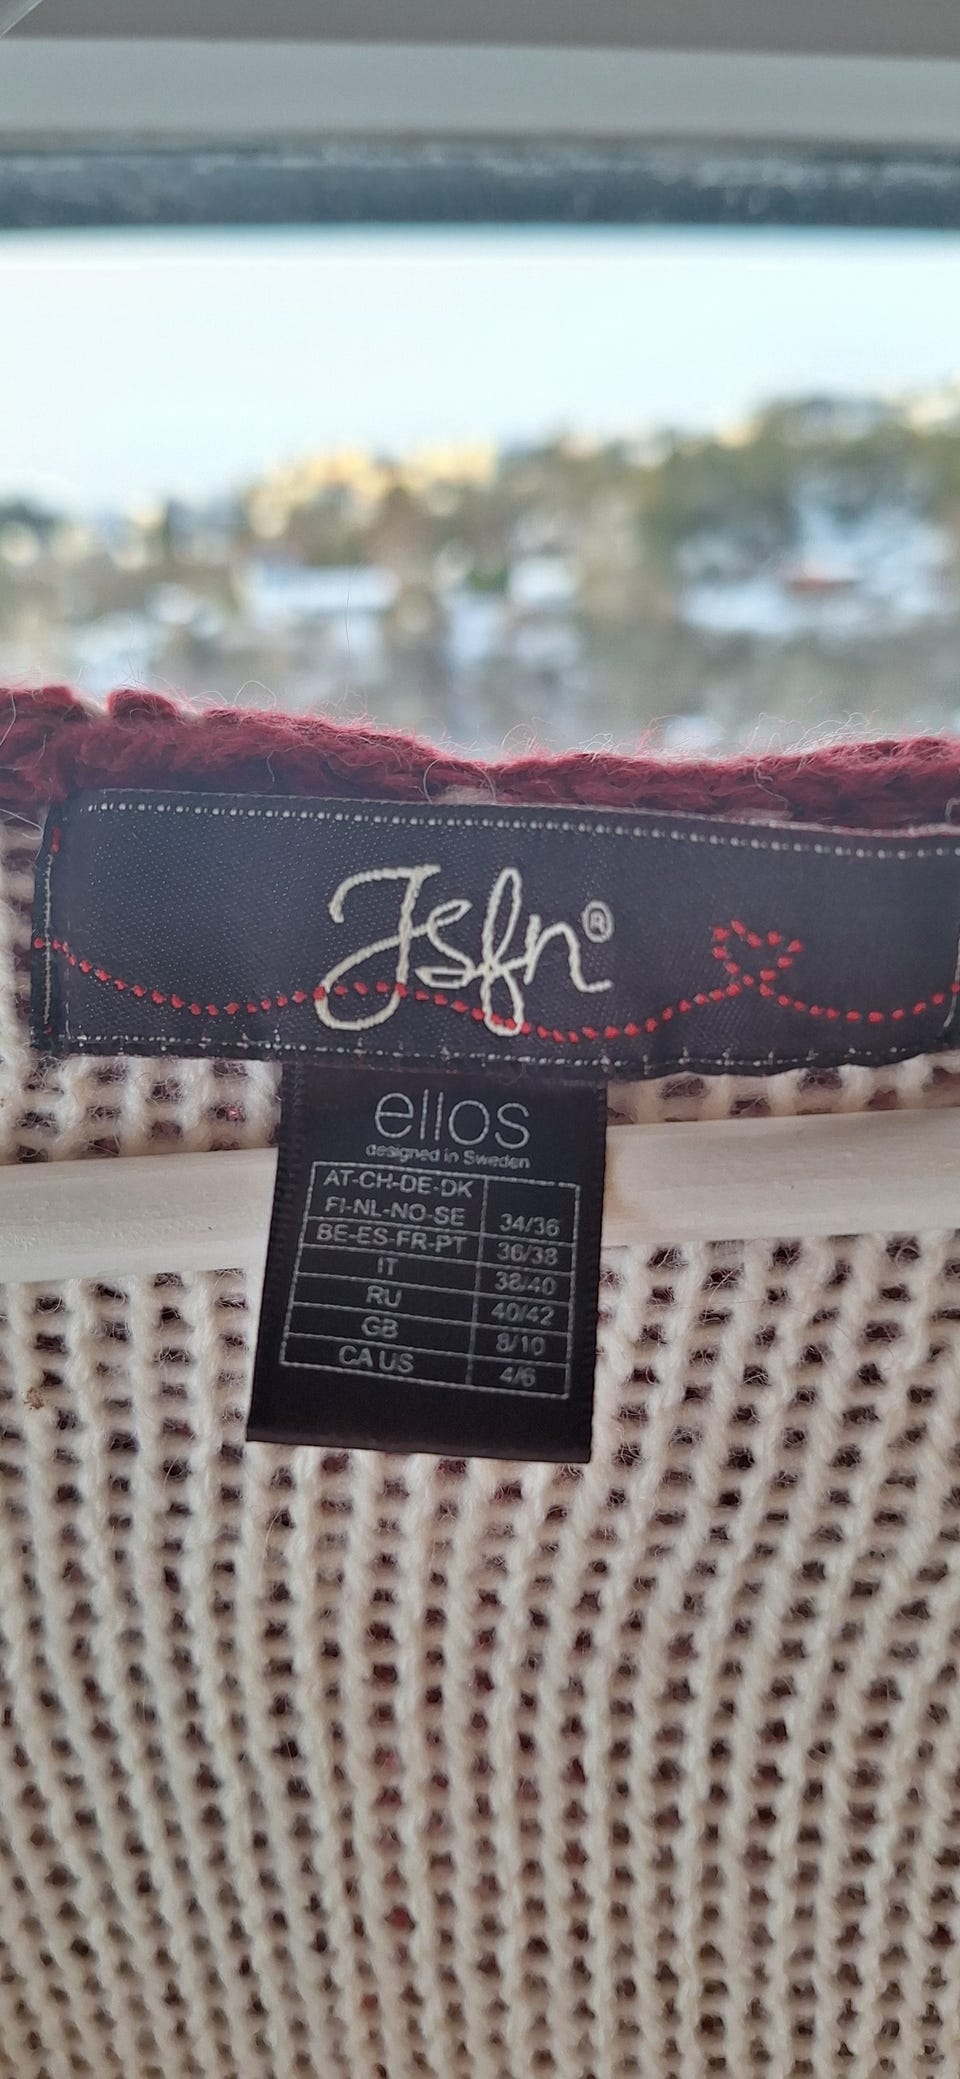 Jsfn®
ellos
designed in Sweden
AT-CH-DE-DK
FI-NL-NO-SE 34/36
BE-ES-FR-PT 36/38
IT 38/40
RU 40/42
GB 8/10
CA US 4/6